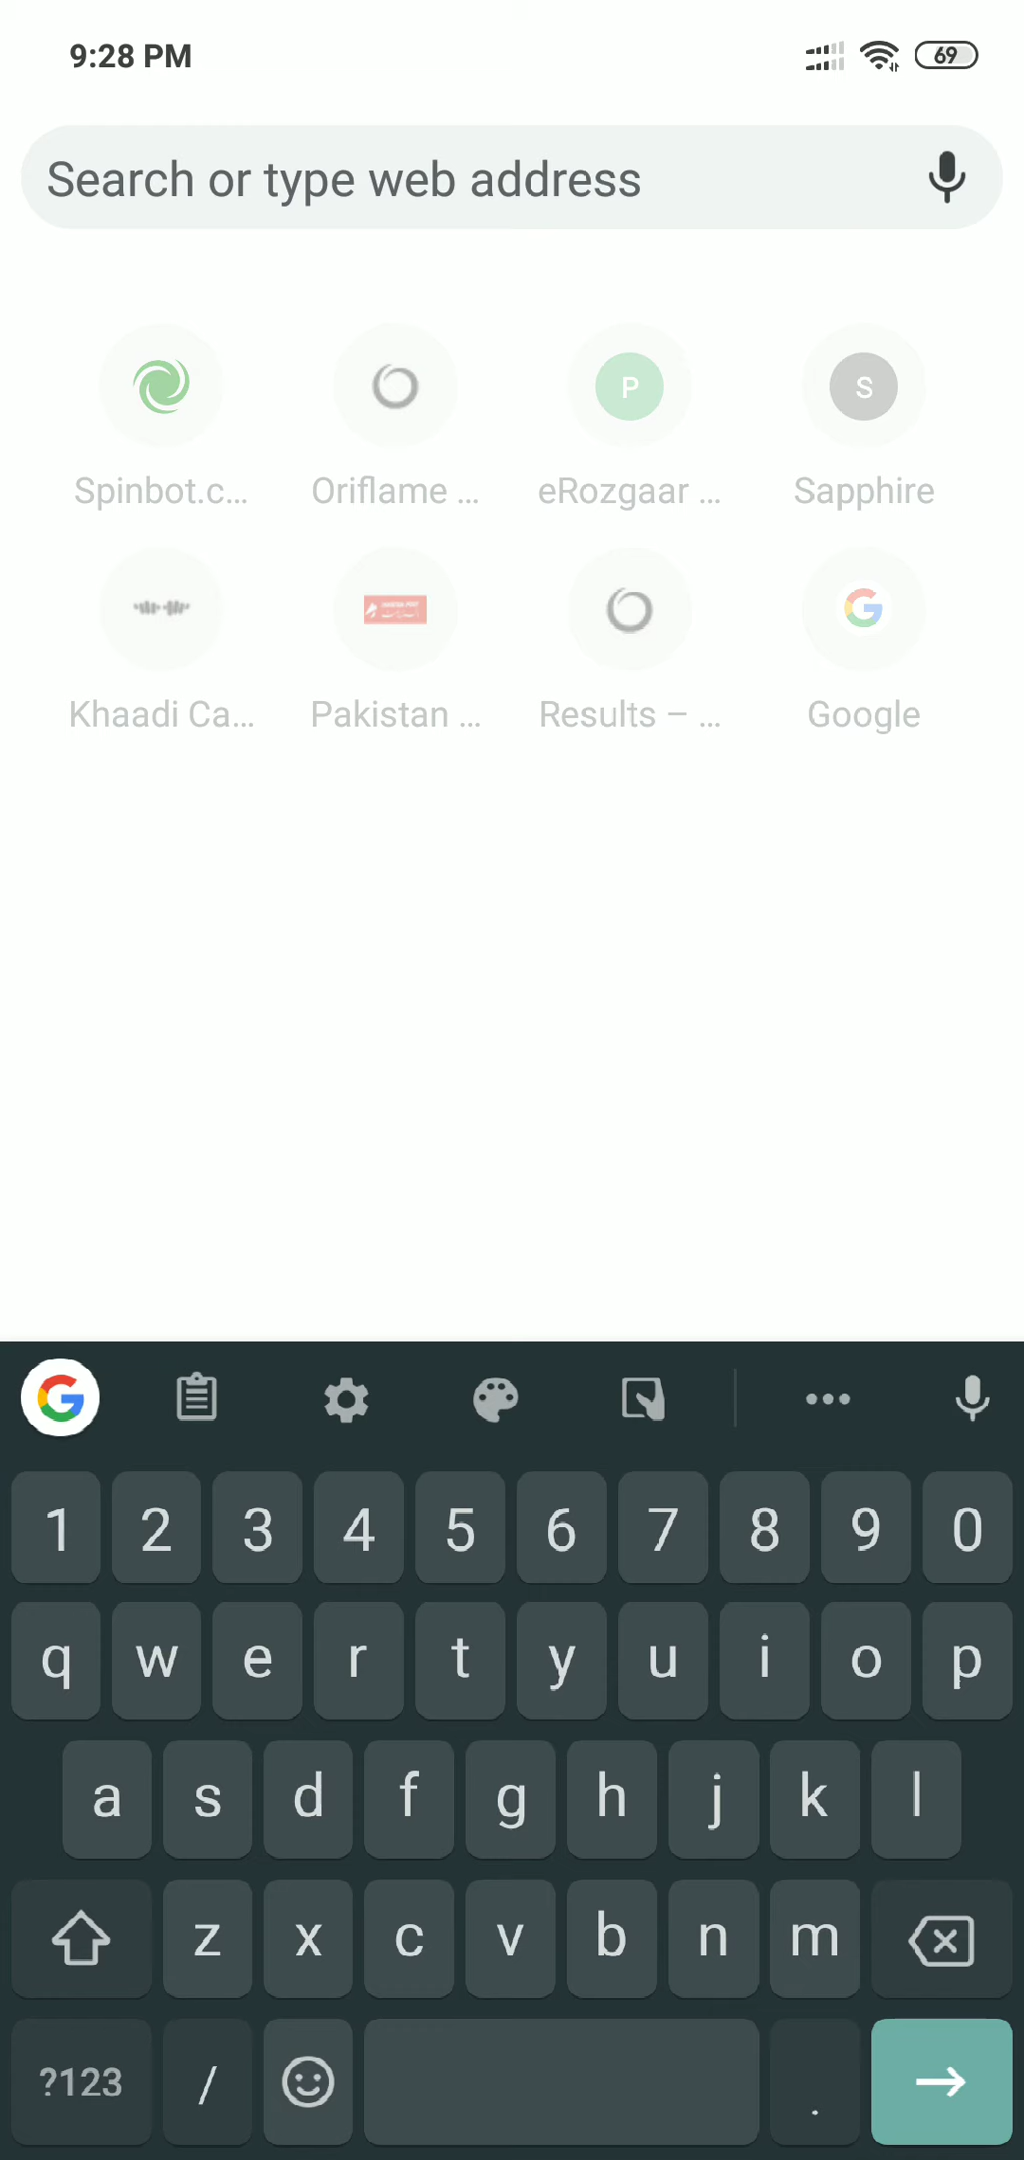 9:28 PM
69
Search or type web address
P
S
Spinbot.c...
Oriflame ...
eRozgaar ...
Sapphire
Khaadi Ca...
Pakistan ...
Results – ...
Google
1 2 3 4 5 6 7 8 9 0
q w e r t y u i o p
a s d f g h j k l
z x c v b n m
?123 / .